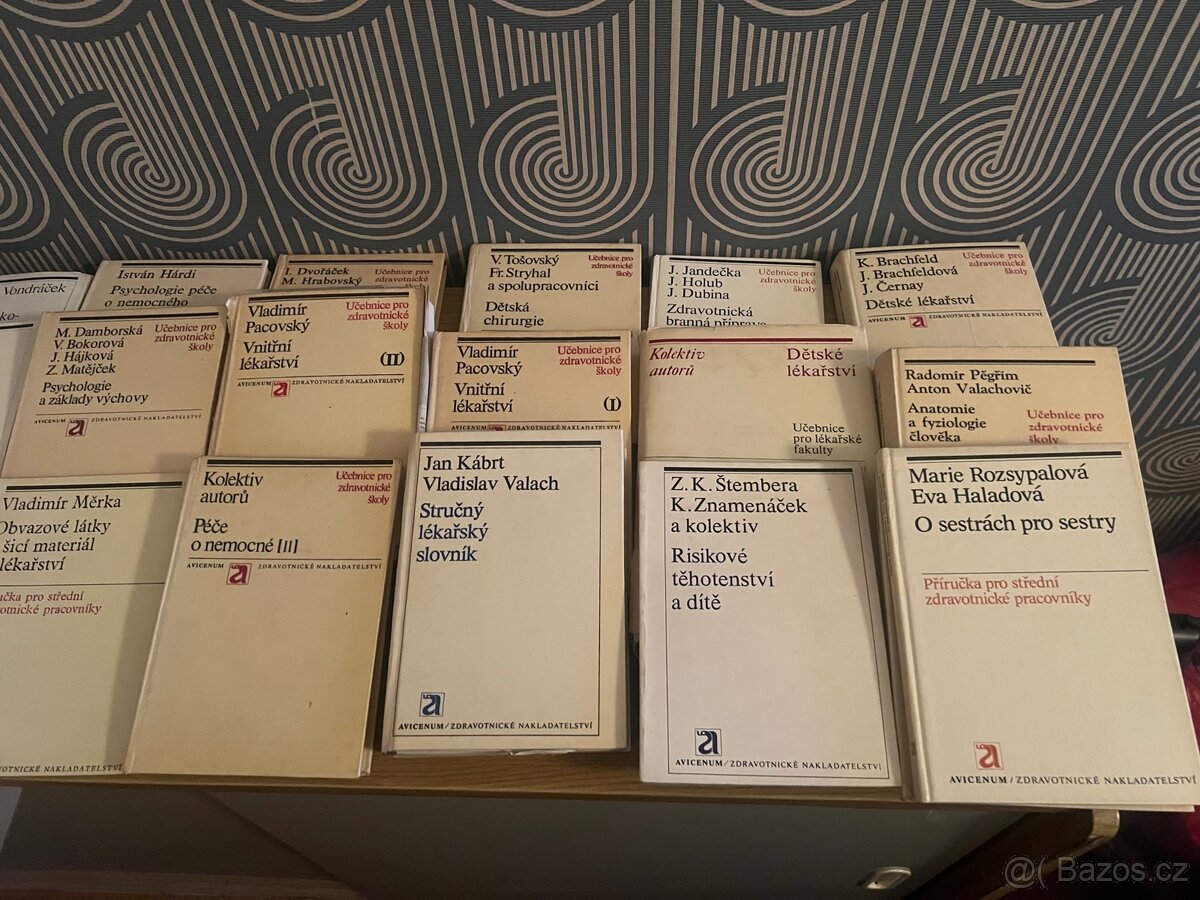 Vondráček
István Hárdi
Psychologie péče
o nemocného
I. Dvořáček
M. Hrabovský
Učebnice pro
zdravotnické
školy
V. Tošovský
Fr. Stryhal
a spolupracovníci
Dětská
chirurgie
Učebnice pro
zdravotnické
školy
J. Jandečka
J. Holub
J. Dubina
Zdravotnická
branná příprava
Učebnice pro
zdravotnické
školy
K. Brachfeld
J. Brachfeldová
J. Černay
Dětské lékařství
Učebnice pro
zdravotnické
školy
AVICENUM ZDRAVOTNICKÉ NAKLADATELSTVÍ
M. Damborská
V. Bokorová
J. Hájková
Z. Matějček
Psychologie
a základy výchovy
Učebnice pro
zdravotnické
školy
AVICENUM ZDRAVOTNICKÉ NAKLADATELSTVÍ
Vladimír
Pacovský
Vnitřní
lékařství
(II)
Učebnice pro
zdravotnické
školy
AVICENUM ZDRAVOTNICKÉ NAKLADATELSTVÍ
Vladimír
Pacovský
Vnitřní
lékařství
(I)
Učebnice pro
zdravotnické
školy
AVICENUM ZDRAVOTNICKÉ NAKLADATELSTVÍ
Kolektiv
autorů
Dětské
lékařství
Učebnice
pro lékařské
fakulty
Radomír Pěgřim
Anton Valachovič
Anatomie
a fyziologie
člověka
Učebnice pro
zdravotnické
školy
Vladimír Měrka
Obvazové látky
šicí materiál
lékařství
učka pro střední
votnické pracovníky
OTNICKÉ NAKLADATELSTVÍ
Kolektiv
autorů
Péče
o nemocné [II]
Učebnice pro
zdravotnické
školy
AVICENUM ZDRAVOTNICKÉ NAKLADATELSTVÍ
Jan Kábrt
Vladislav Valach
Stručný
lékařský
slovník
AVICENUM/ZDRAVOTNICKÉ NAKLADATELSTVÍ
Z. K. Štembera
K. Znamenáček
a kolektiv
Risikové
těhotenství
a dítě
AVICENUM/ZDRAVOTNICKÉ NAKLADATELSTVÍ
Marie Rozsypalová
Eva Haladová
O sestrách pro sestry
Příručka pro střední
zdravotnické pracovníky
AVICENUM/ZDRAVOTNICKÉ NAKLADATELSTVÍ
Bazos.cz